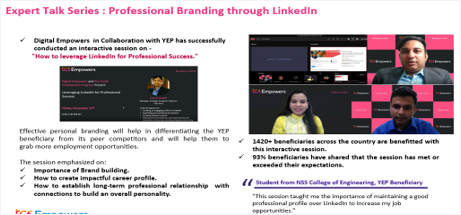 Expert Talk Series : Professional Branding through LinkedIn
✓ Digital Empowers in Collaboration with YEP has successfully
conducted an interactive session on -
"How to leverage LinkedIn for Professional Success."
tcs Empowers
Leveraging LinkedIn for Professional
Effective personal branding will help in differentiating the YEP
beneficiary from its peer competitors and will help them to
grab more employment opportunities.
The session emphasized on:
✓ Importance of Brand building.
✓ How to create impactful career profile.
✓ How to establish long-term professional relationship with
connections to build an overall personality.
tcs Empowers
✓ 1420+ beneficiaries across the country are benefitted with
this interactive session.
✓ 93% beneficiaries have shared that the session has met or
exceeded their expectations.
Student from NSS College of Engineering, YEP Beneficiary
"This session taught me the importance of maintaining a good
professional profile over LinkedIn to increase my job
opportunities."